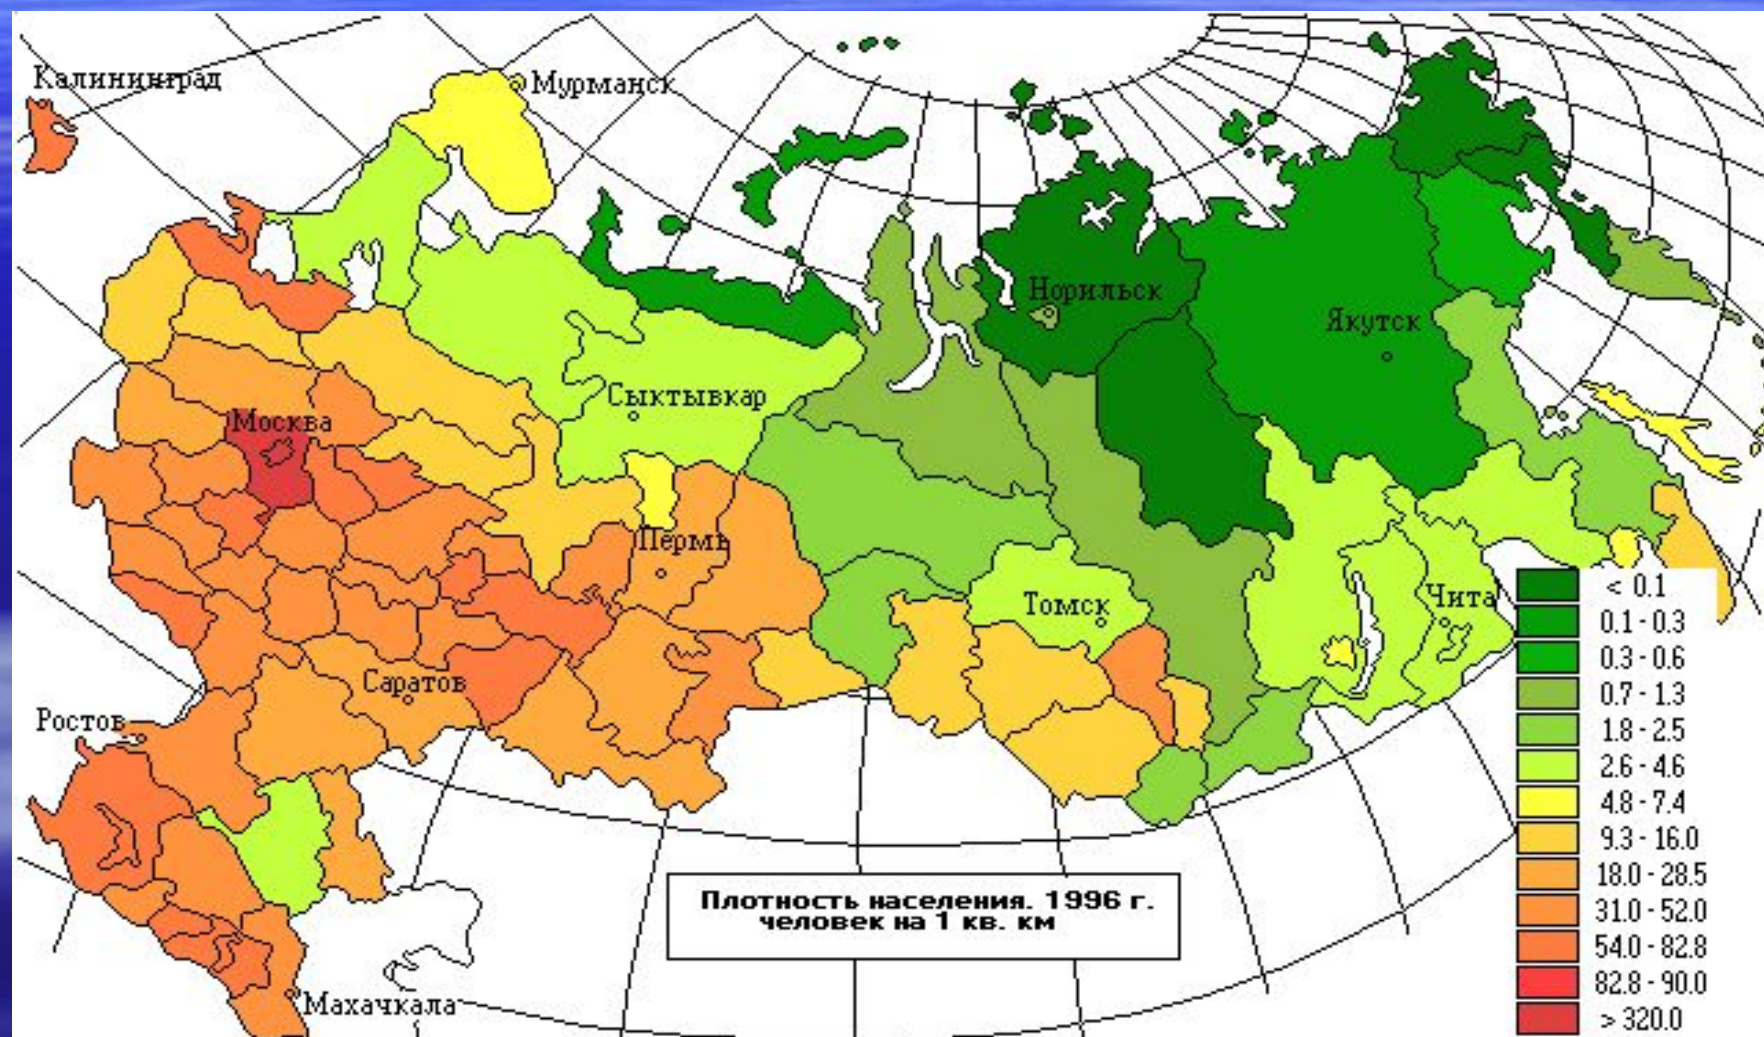 Калининград
Мурманск
Норильск
Якутск
Сыктывкар
Москва
Пермь
Томск
Чита
Саратов
Ростов
Махачкала
Плотность населения. 1996 г.
человек на 1 кв. км
< 0.1
0.1 - 0.3
0.3 - 0.6
0.7 - 1.3
1.8 - 2.5
2.6 - 4.6
4.8 - 7.4
9.3 - 16.0
18.0 - 28.5
31.0 - 52.0
54.0 - 82.8
82.8 - 90.0
> 320.0